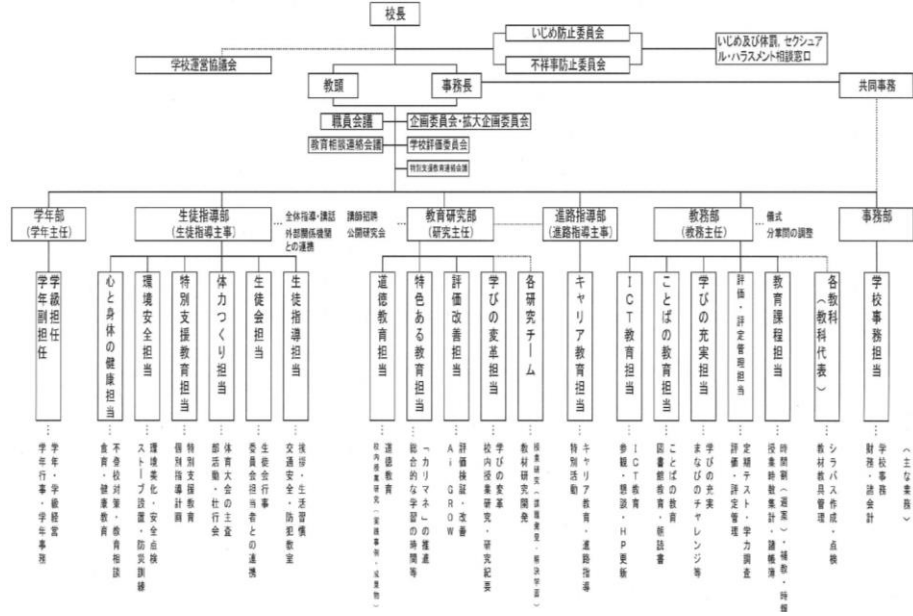 校長
いじめ防止委員会
いじめ及び体罰，セクシュア
ル・ハラスメント相談窓口
学校運営協議会
不祥事防止委員会
教頭
事務長
共同事務
職員会議
企画委員会・拡大企画委員会
教育相談連絡会議
学校評価委員会
特別支援教育連絡会議
学年部
(学年主任)
生徒指導部
(生徒指導主事)
全体指導・講話
外部関係機関
との連携
講師招聘
公開研究会
教育研究部
(研究主任)
進路指導部
(進路指導主事)
教務部
(教務主任)
儀式
分掌間の調整
事務部
学級担任
学年副担任
心と身体の健康担当
環境安全担当
特別支援教育担当
体力つくり担当
生徒会担当
生徒指導担当
道徳教育担当
特色ある教育担当
評価改善担当
学びの変革担当
各研究チーム
キャリア教育担当
ICT教育担当
ことばの教育担当
学びの充実担当
評価・評定管理担当
教育課程担当
各教科
(教科代表)
学校事務担当
学年・学級経営
学年行事・学年事務
不登校対策・教育相談
食育・健康教育
環境美化・安全点検
ストーブ設置・防災訓練
特別支援教育
個別指導計画
体育大会の主査
部活動・壮行会
生徒会行事
委員会担当者との連携
挨拶・生活習慣
交通安全・防犯教室
道徳教育
「カリマネ」の推進
総合的な学習の時間等
評価検証・改善
Ai GROW
学びの変革
校内授業研究・研究紀要
教材研究開発
キャリア教育・進路指導
特別活動
ICT教育
参観・懇談・HP更新
ことばの教育
図書館教育・朝読書
学びの充実
まなびのチャレンジ等
定期テスト・学力調査
評価・評定管理
時間割(週案)・補教・時程
授業時数集計・諸帳簿
シラバス作成・点検
教材教具管理
学校事務
財務・諸会計
(主な業務)